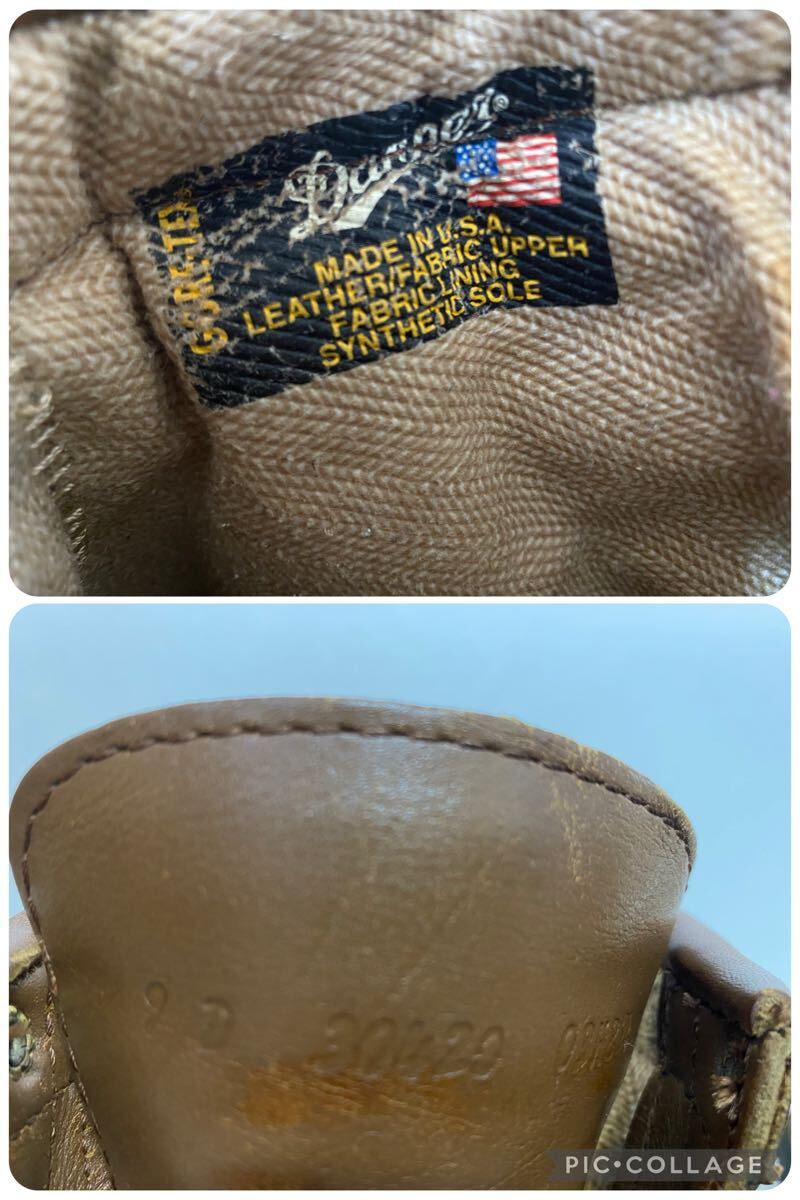 Danner®
GORE-TEX
MADE IN U.S.A.
LEATHER/FABRIC UPPER
FABRIC LINING
SYNTHETIC SOLE
D 30420
PIC•COLLAGE